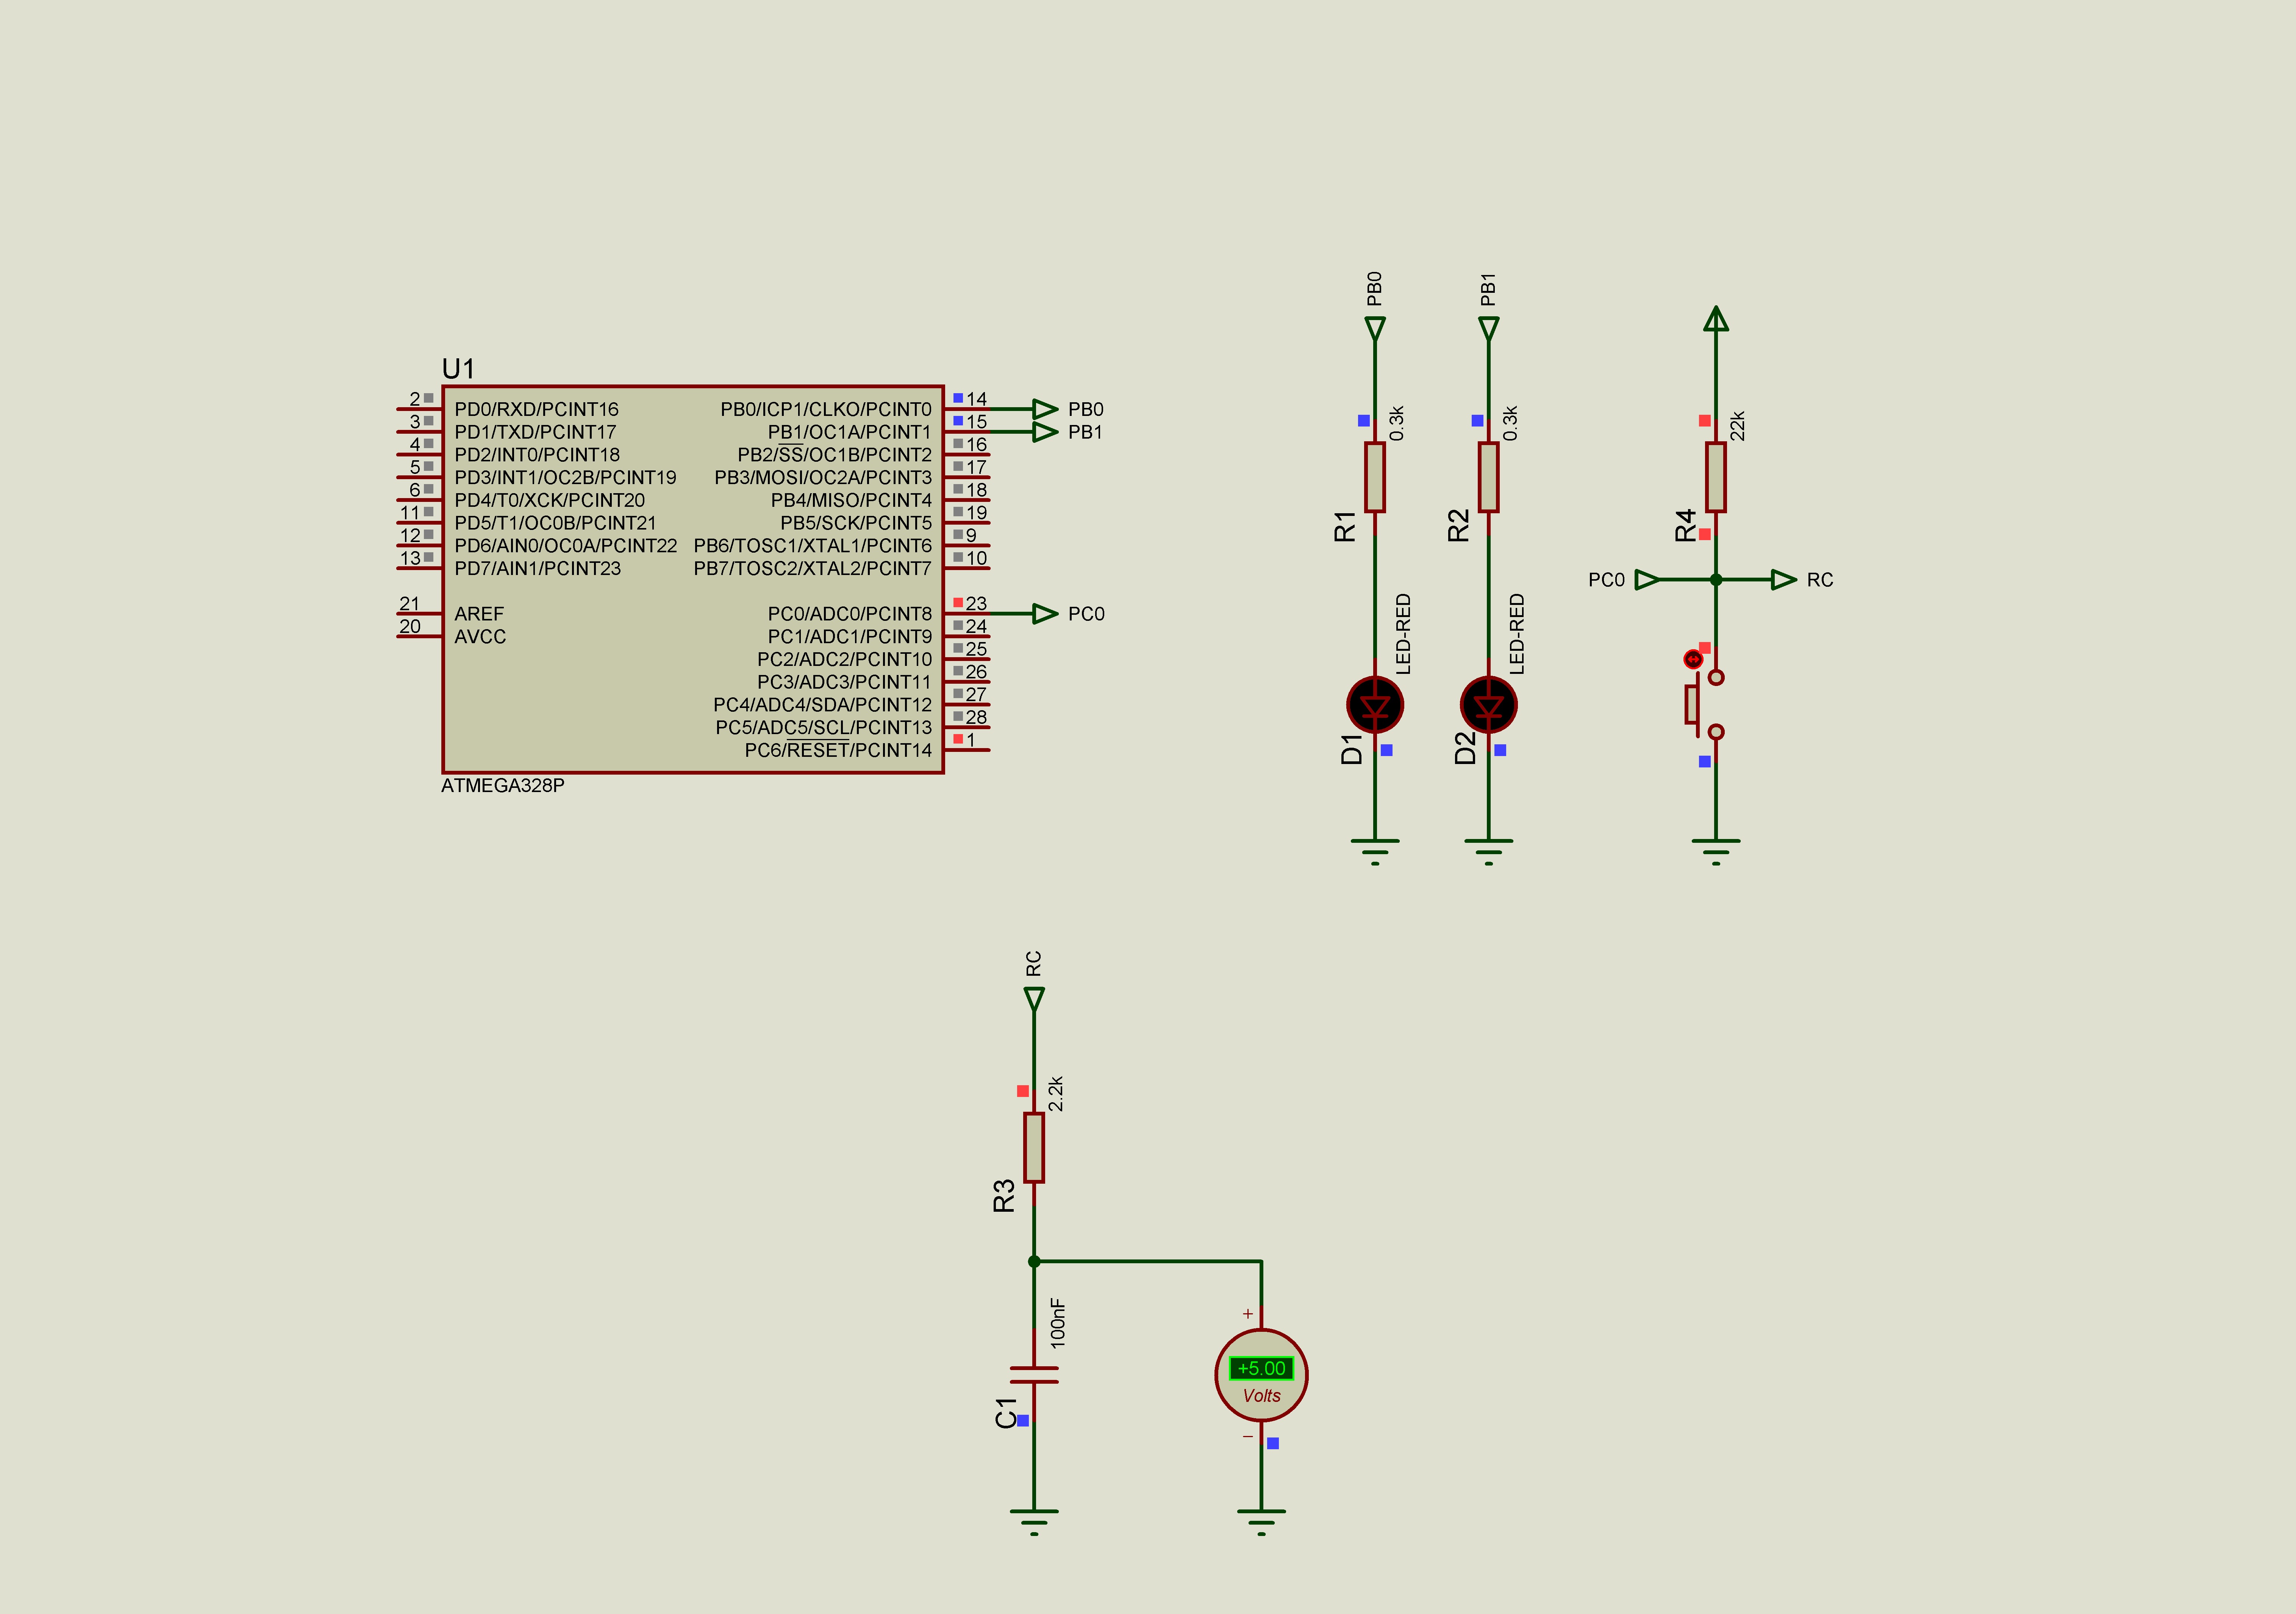 U1
2
PD0/RXD/PCINT16
3
PD1/TXD/PCINT17
4
PD2/INT0/PCINT18
5
PD3/INT1/OC2B/PCINT19
6
PD4/T0/XCK/PCINT20
11
PD5/T1/OC0B/PCINT21
12
PD6/AIN0/OC0A/PCINT22
13
PD7/AIN1/PCINT23
21
AREF
20
AVCC
PB0/ICP1/CLKO/PCINT0
14
PB0
PB1/OC1A/PCINT1
15
PB1
PB2/SS/OC1B/PCINT2
16
PB3/MOSI/OC2A/PCINT3
17
PB4/MISO/PCINT4
18
PB5/SCK/PCINT5
19
PB6/TOSC1/XTAL1/PCINT6
9
PB7/TOSC2/XTAL2/PCINT7
10
PC0/ADC0/PCINT8
23
PC0
PC1/ADC1/PCINT9
24
PC2/ADC2/PCINT10
25
PC3/ADC3/PCINT11
26
PC4/ADC4/SDA/PCINT12
27
PC5/ADC5/SCL/PCINT13
28
PC6/RESET/PCINT14
1
ATMEGA328P
PB0
0.3k
R1
LED-RED
D1
PB1
0.3k
R2
LED-RED
D2
22k
R4
PC0
RC
RC
2.2k
R3
100nF
C1
+
+5.00
Volts
−